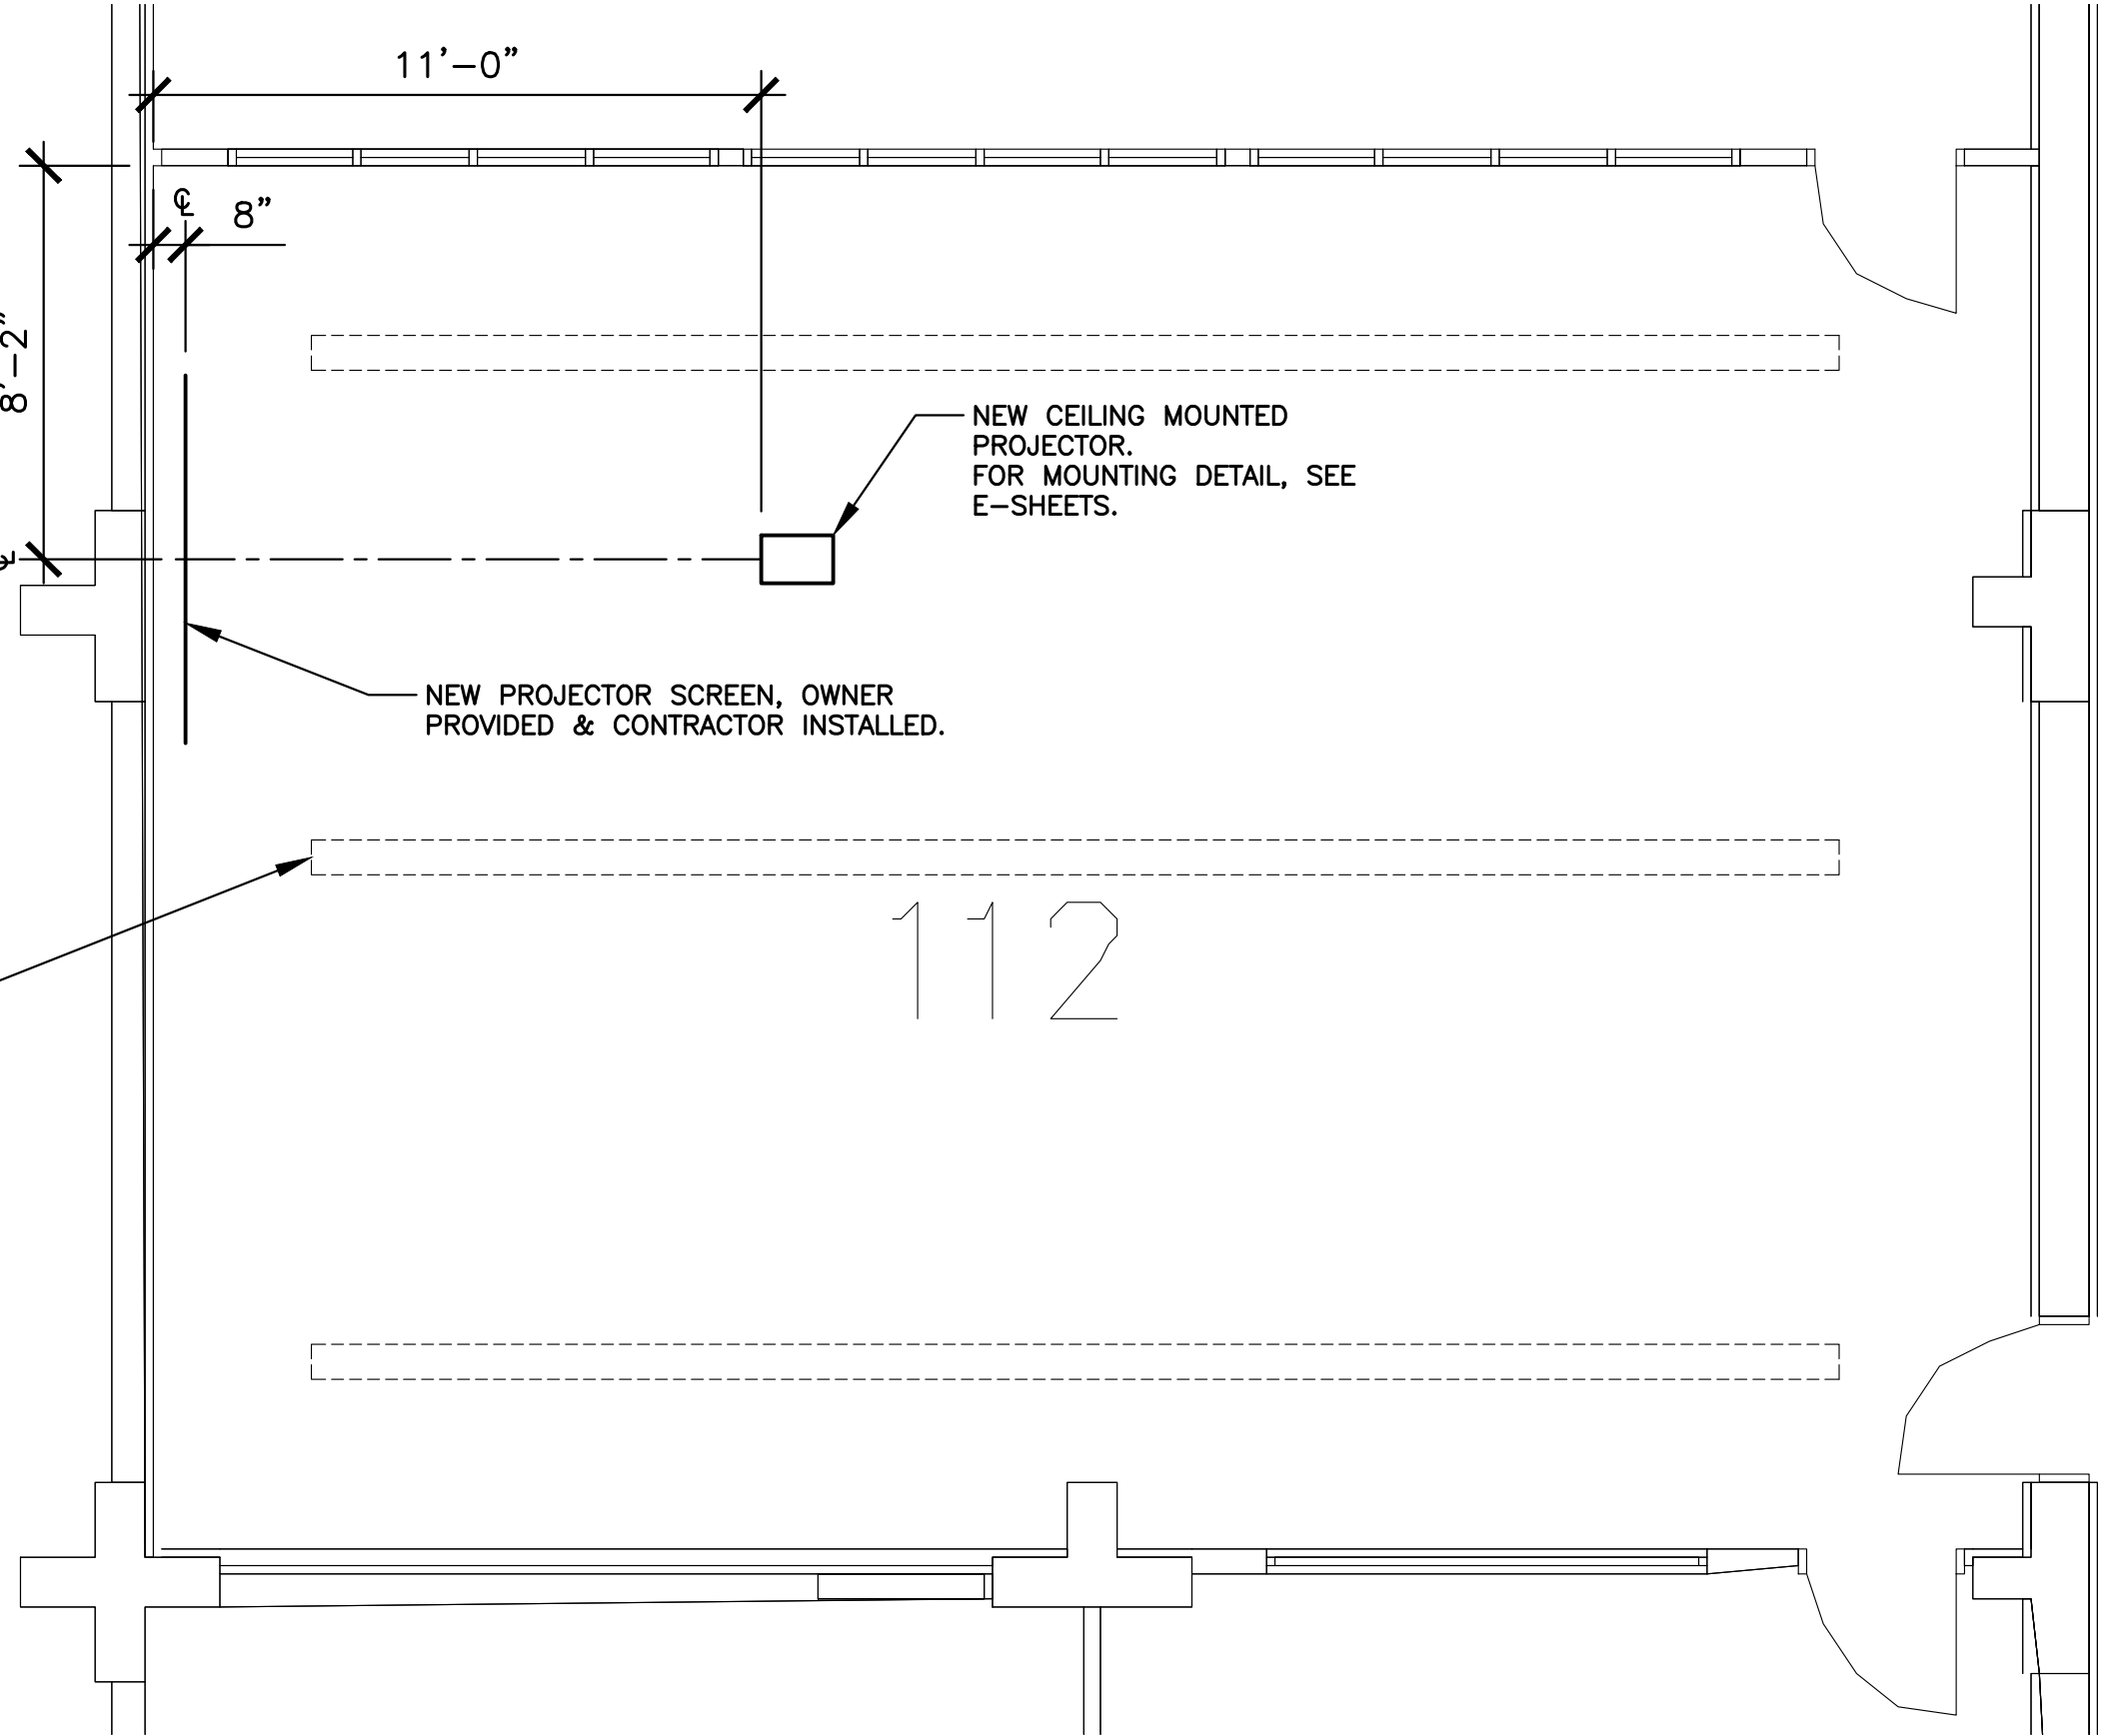 11'-0"
℄ 8"
8'-2"
NEW CEILING MOUNTED
PROJECTOR.
FOR MOUNTING DETAIL, SEE
E-SHEETS.
℄
NEW PROJECTOR SCREEN, OWNER
PROVIDED & CONTRACTOR INSTALLED.
112